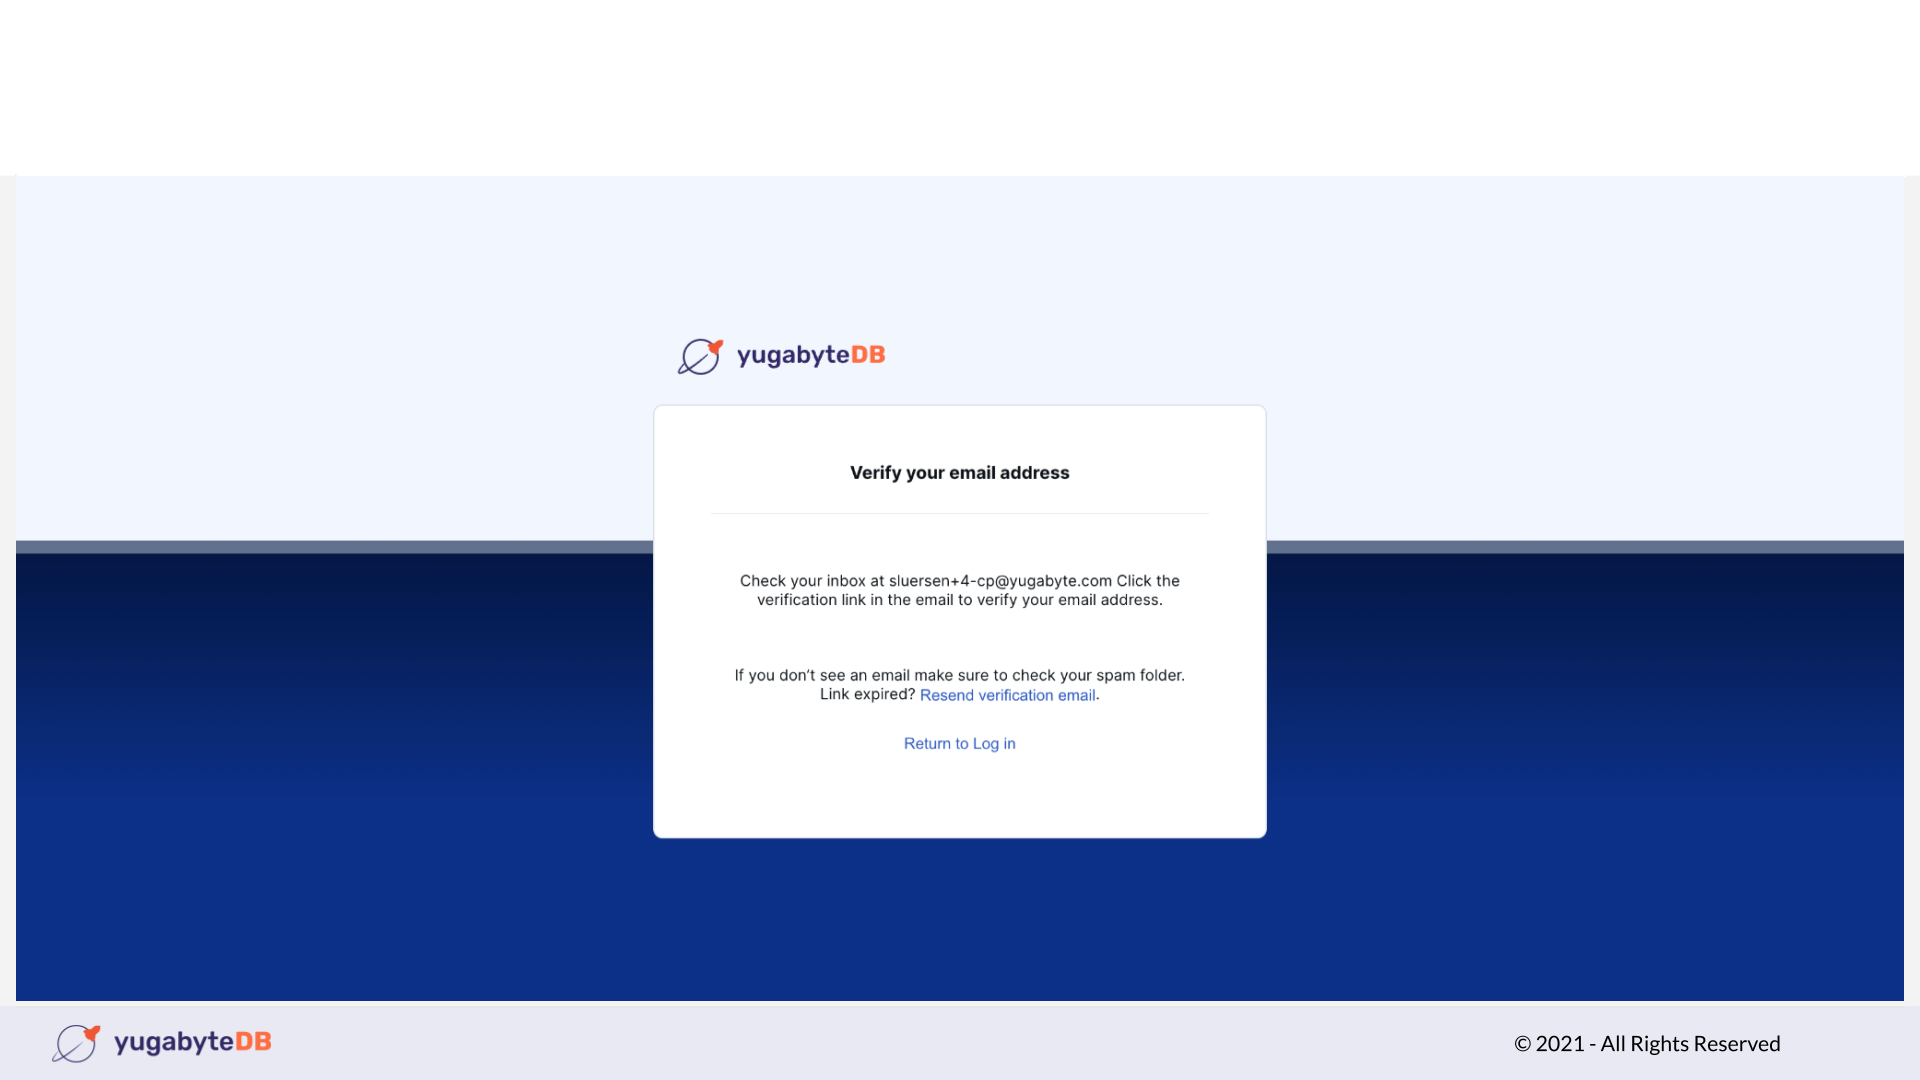 yugabyteDB
Verify your email address
Check your inbox at sluersen+4-cp@yugabyte.com Click the
verification link in the email to verify your email address.
If you don’t see an email make sure to check your spam folder.
Link expired? Resend verification email.
Return to Log in
yugabyteDB
© 2021 - All Rights Reserved